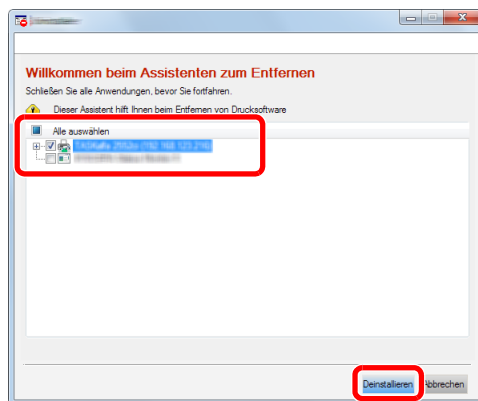 Willkommen beim Assistenten zum Entfernen
Schließen Sie alle Anwendungen, bevor Sie fortfahren.
Dieser Assistent hilft Ihnen beim Entfernen von Drucksoftware
Alle auswählen
Deinstallieren Abbrechen